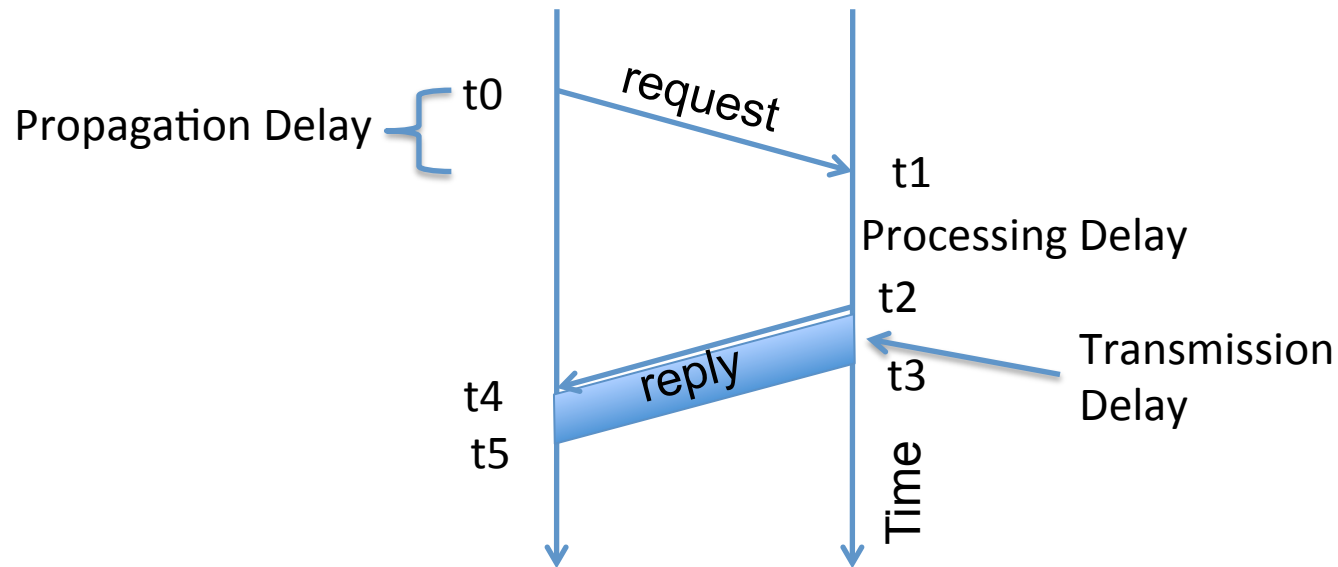 t0
request
Propagation Delay
t1
Processing Delay
t2
Transmission
Delay
reply
t3
t4
t5
Time